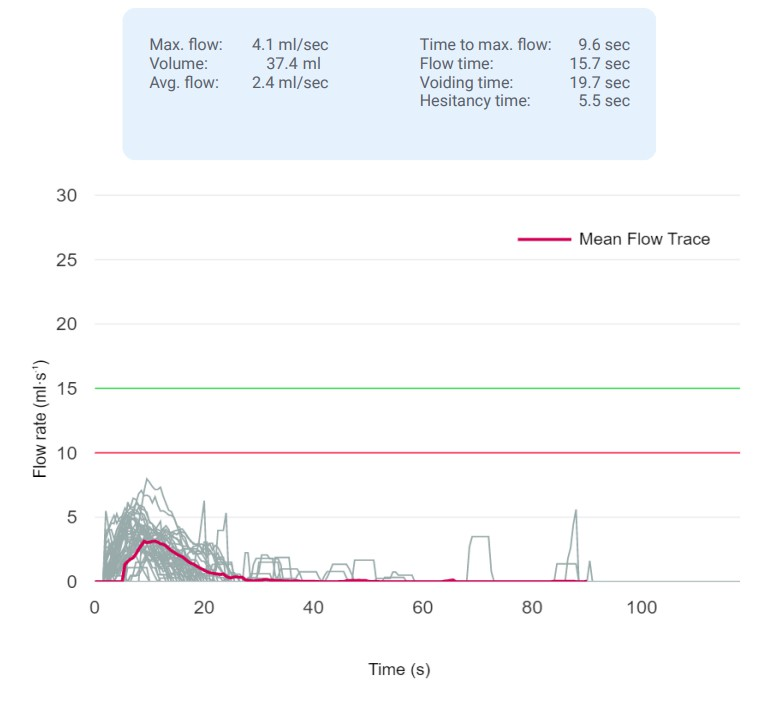 Max. flow: 4.1 ml/sec
Volume: 37.4 ml
Avg. flow: 2.4 ml/sec
Time to max. flow: 9.6 sec
Flow time: 15.7 sec
Voiding time: 19.7 sec
Hesitancy time: 5.5 sec
30
Mean Flow Trace
25
20
15
10
5
0
Flow rate (ml·s⁻¹)
0 20 40 60 80 100
Time (s)